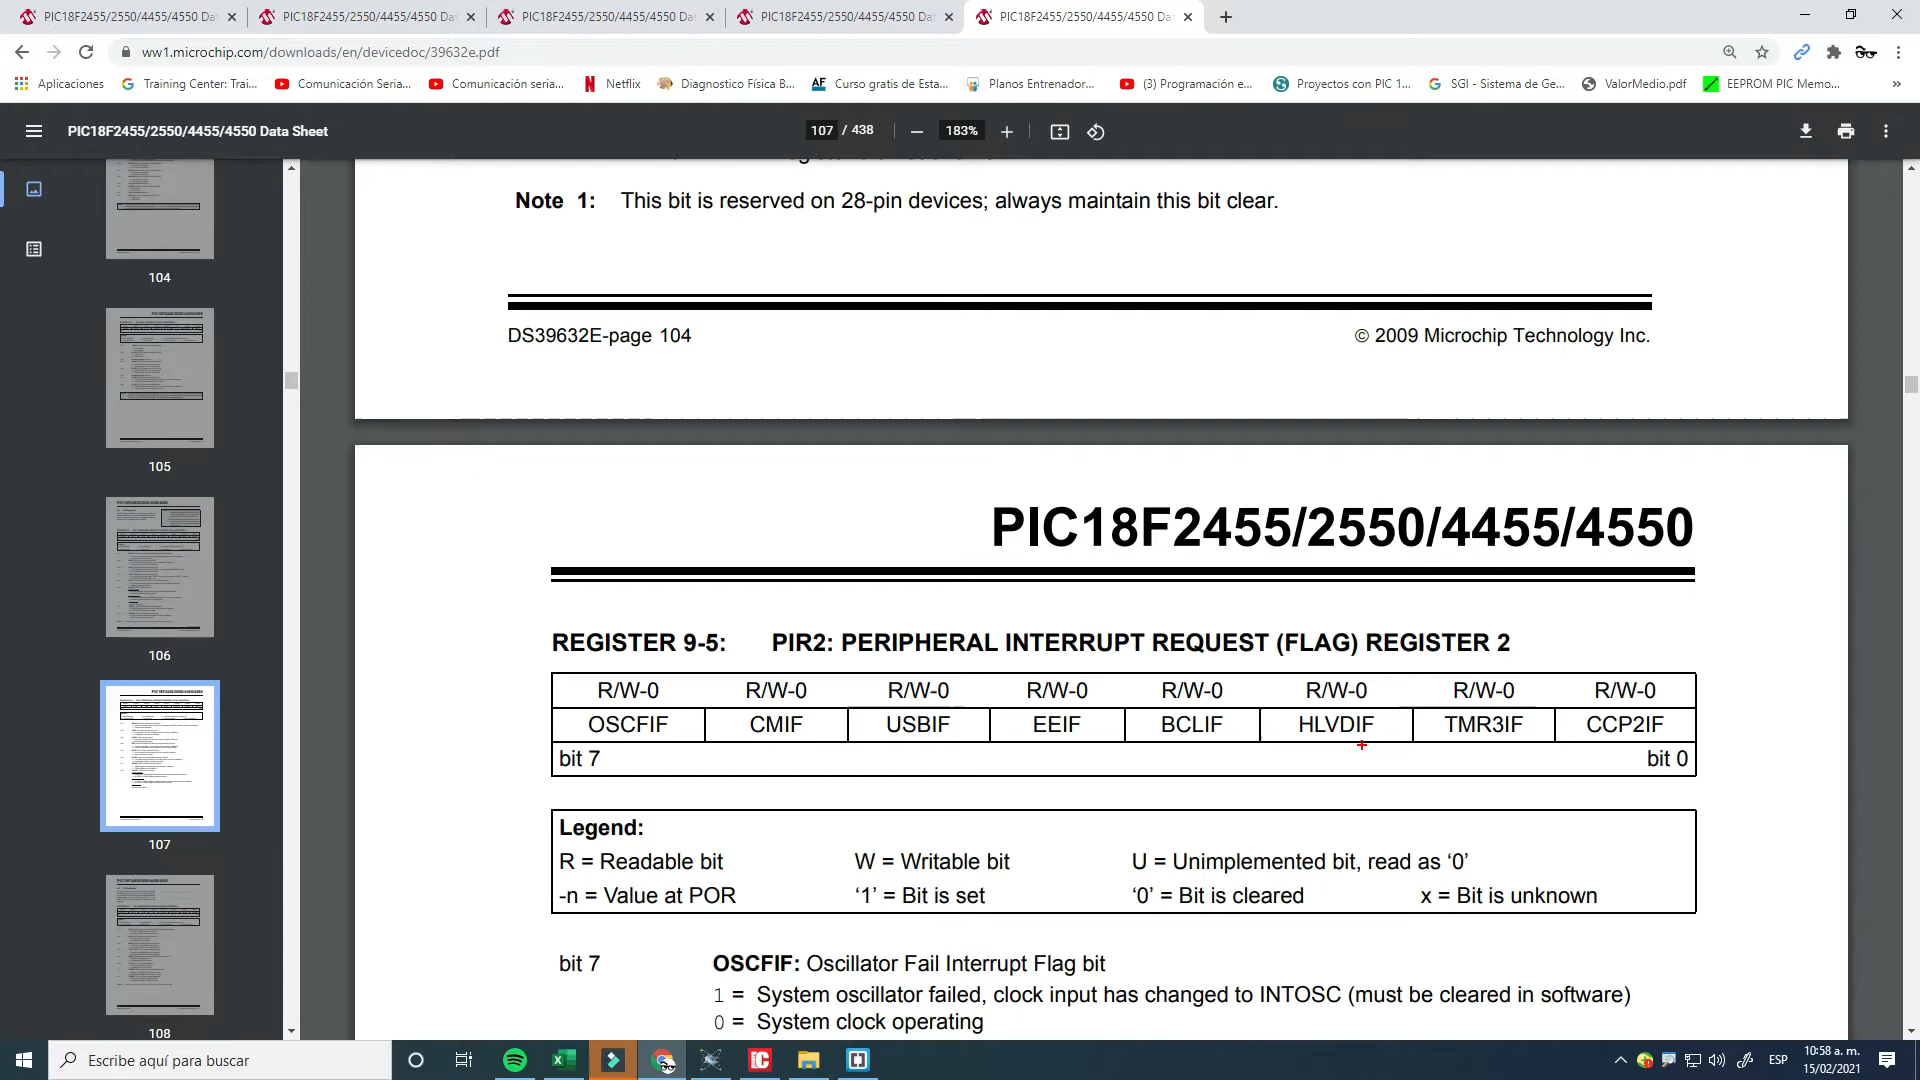 PIC18F2455/2550/4455/4550 Dat
PIC18F2455/2550/4455/4550 Dat
PIC18F2455/2550/4455/4550 Dat
PIC18F2455/2550/4455/4550 Dat
PIC18F2455/2550/4455/4550 Dat
ww1.microchip.com/downloads/en/devicedoc/39632e.pdf
Aplicaciones
Training Center: Trai...
Comunicación Seria...
Comunicación seria...
Netflix
Diagnostico Física B...
AF Curso gratis de Esta...
Planos Entrenador...
(3) Programación e...
Proyectos con PIC 1...
SGI - Sistema de Ge...
ValorMedio.pdf
EEPROM PIC Memo...
»
PIC18F2455/2550/4455/4550 Data Sheet
107 / 438
183%
104
105
106
107
108
Note 1: This bit is reserved on 28-pin devices; always maintain this bit clear.
DS39632E-page 104
© 2009 Microchip Technology Inc.
PIC18F2455/2550/4455/4550
REGISTER 9-5: PIR2: PERIPHERAL INTERRUPT REQUEST (FLAG) REGISTER 2
R/W-0 R/W-0 R/W-0 R/W-0 R/W-0 R/W-0 R/W-0 R/W-0
OSCFIF CMIF USBIF EEIF BCLIF HLVDIF TMR3IF CCP2IF
bit 7 bit 0
Legend:
R = Readable bit W = Writable bit U = Unimplemented bit, read as ‘0’
-n = Value at POR ‘1’ = Bit is set ‘0’ = Bit is cleared x = Bit is unknown
bit 7 OSCFIF: Oscillator Fail Interrupt Flag bit
1 = System oscillator failed, clock input has changed to INTOSC (must be cleared in software)
0 = System clock operating
Escribe aquí para buscar
ESP
10:58 a. m.
15/02/2021